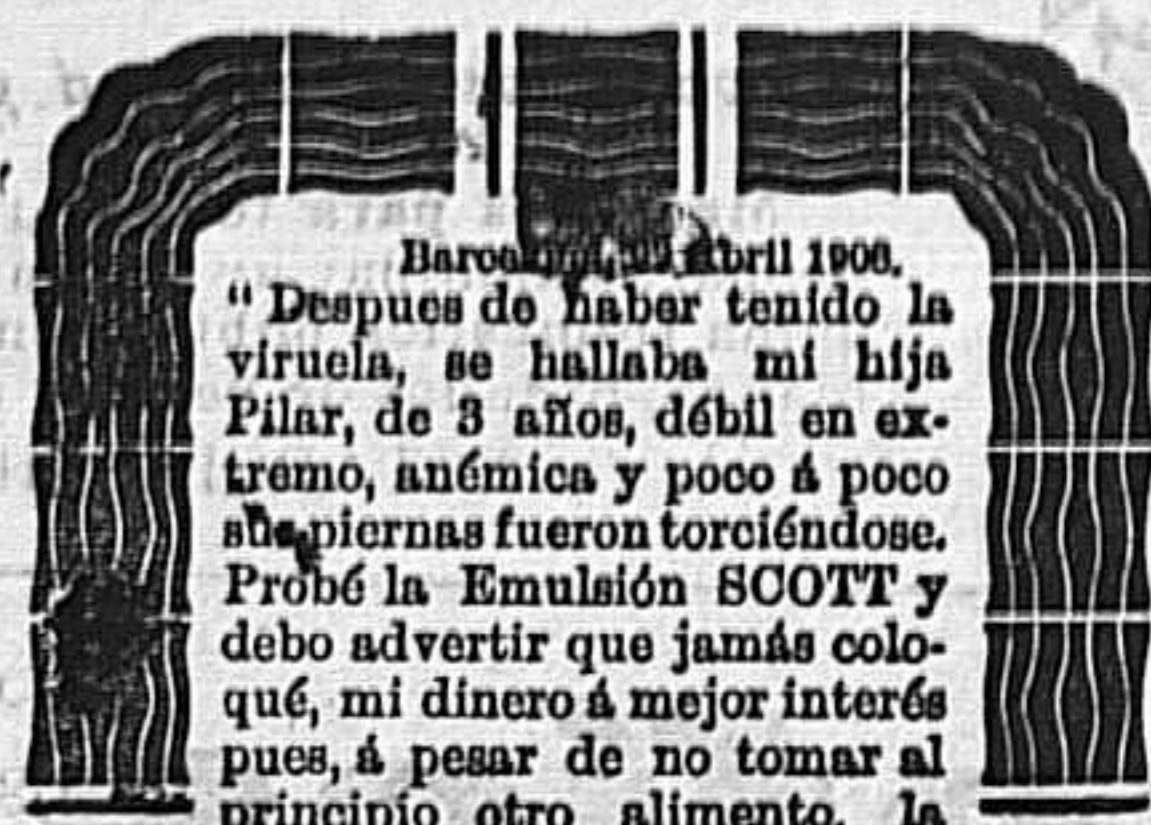 Abril 1906.
“Despues de haber tenido la
viruela, se hallaba mi hija
Pilar, de 3 años, débil en ex-
tremo, anémica y poco á poco
sus piernas fueron torciéndose.
Probé la Emulsión SCOTT y
debo advertir que jamás colo-
qué, mi dinero á mejor interés
pues, á pesar de no tomar al
principio otro alimento, la